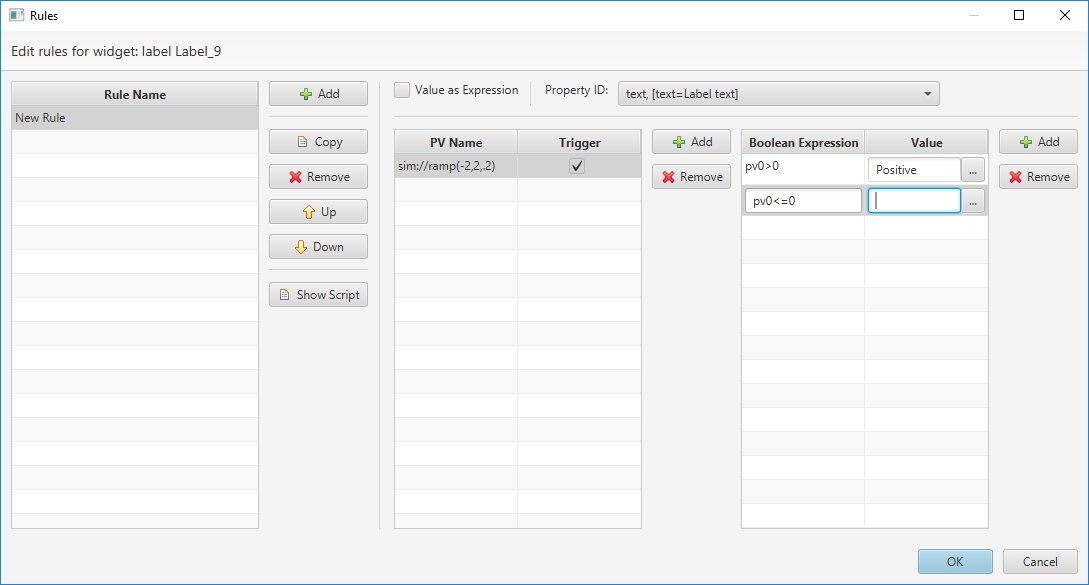 Rules
Edit rules for widget: label Label_9
Rule Name
New Rule
Add
Copy
Remove
Up
Down
Show Script
Value as Expression
Property ID:
text, [text=Label text]
PV Name Trigger
sim://ramp(-2,2,.2)
Add
Remove
Boolean Expression Value
pv0>0 Positive ...
pv0<=0 ...
Add
Remove
OK
Cancel